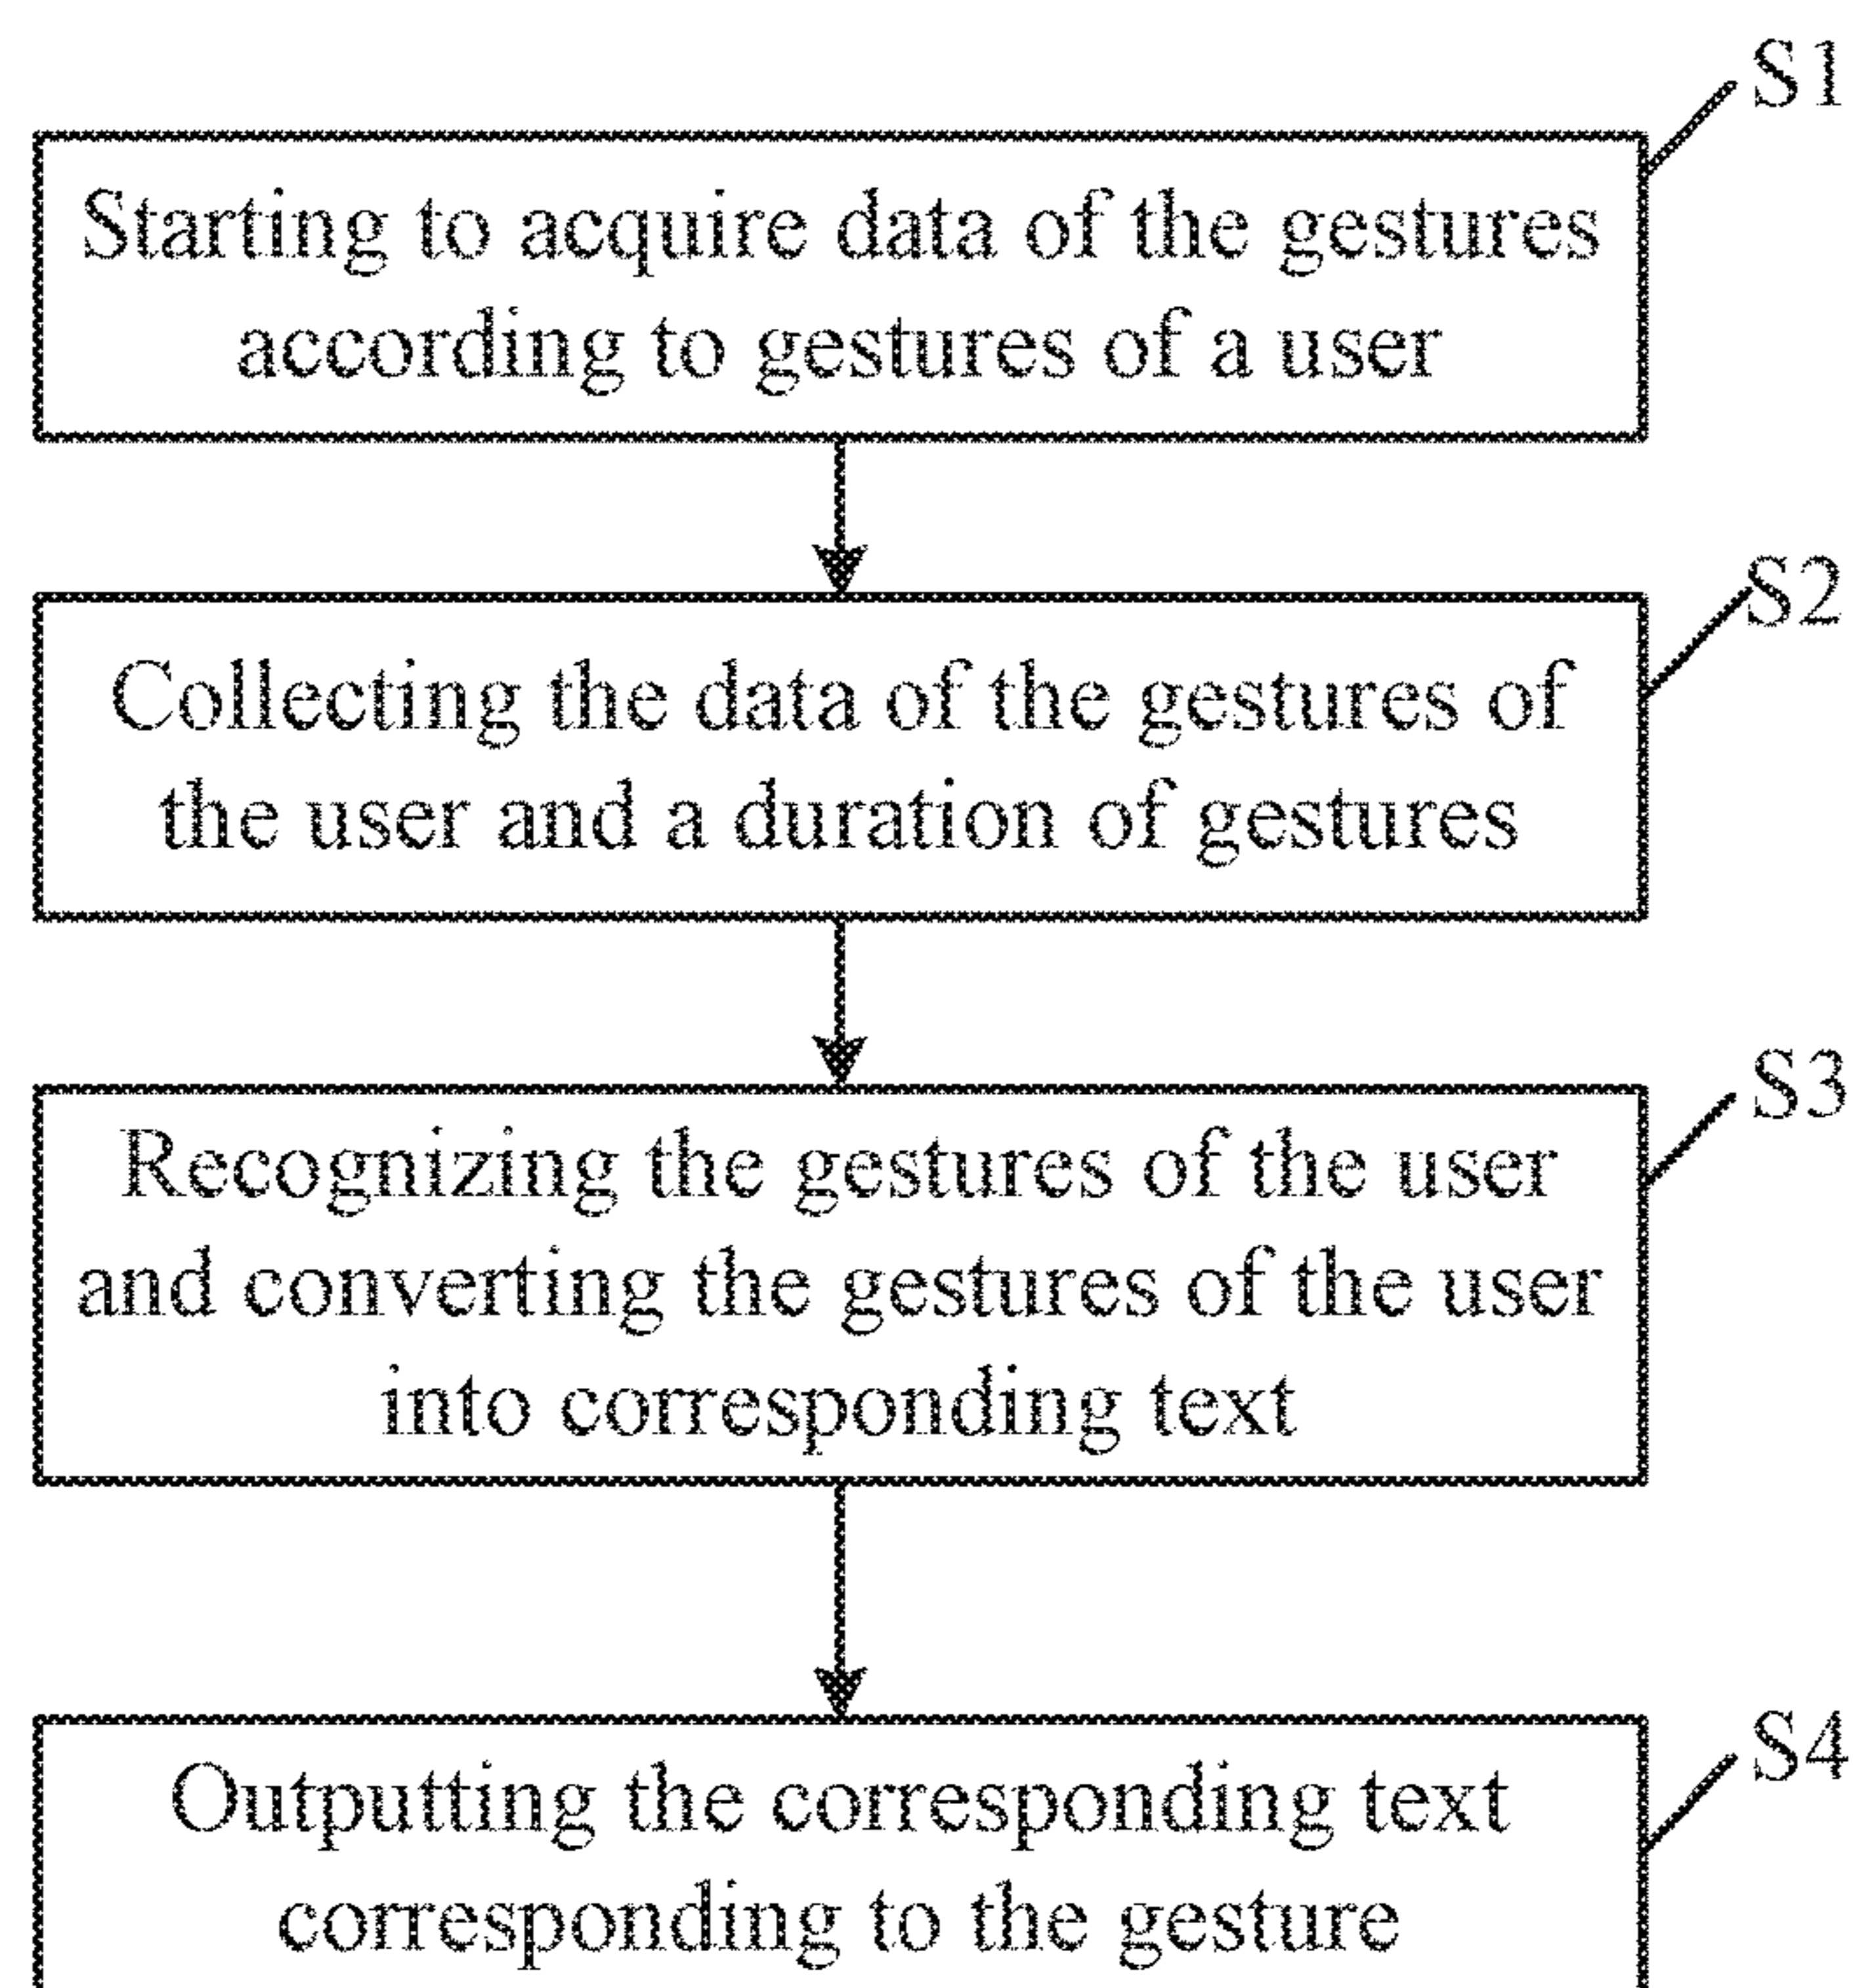 S1
Starting to acquire data of the gestures
according to gestures of a user
S2
Collecting the data of the gestures of
the user and a duration of gestures
S3
Recognizing the gestures of the user
and converting the gestures of the user
into corresponding text
S4
Outputting the corresponding text
corresponding to the gesture